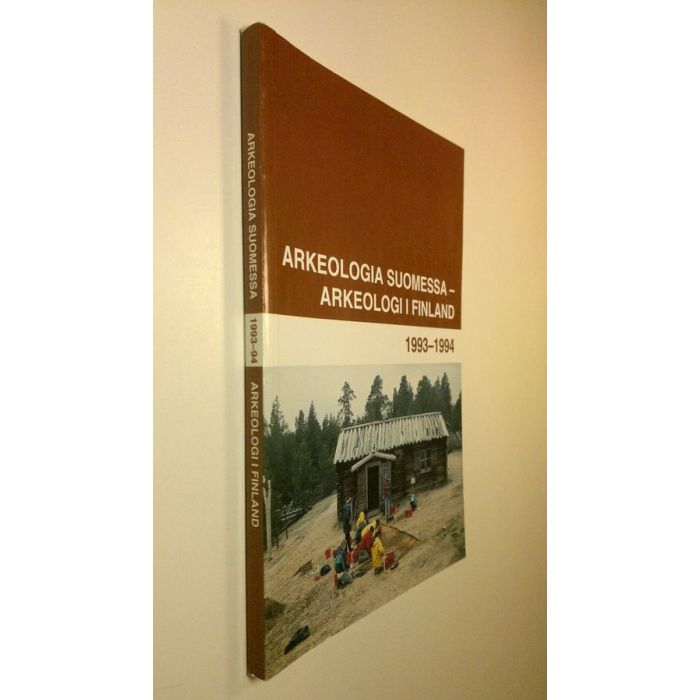 ARKEOLOGIA SUOMESSA
1993–94
ARKEOLOGI I FINLAND
ARKEOLOGIA SUOMESSA –
ARKEOLOGI I FINLAND
1993–1994